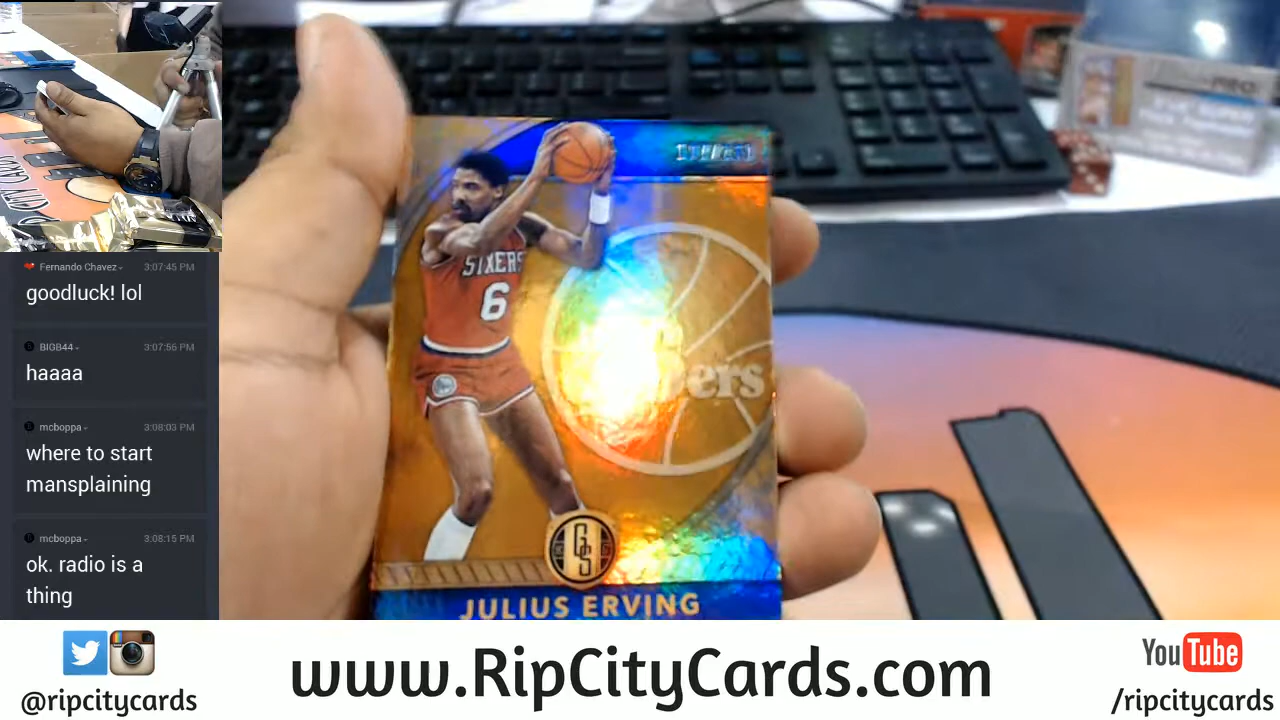 Fernando Chavez
3:07:45 PM
goodluck! lol
BIGB44
3:07:56 PM
haaaa
mcboppa
3:08:03 PM
where to start
mansplaining
mcboppa
3:08:15 PM
ok. radio is a
thing
SIXERS
6
GS
JULIUS ERVING
@ripcitycards
www.RipCityCards.com
YouTube
/ripcitycards